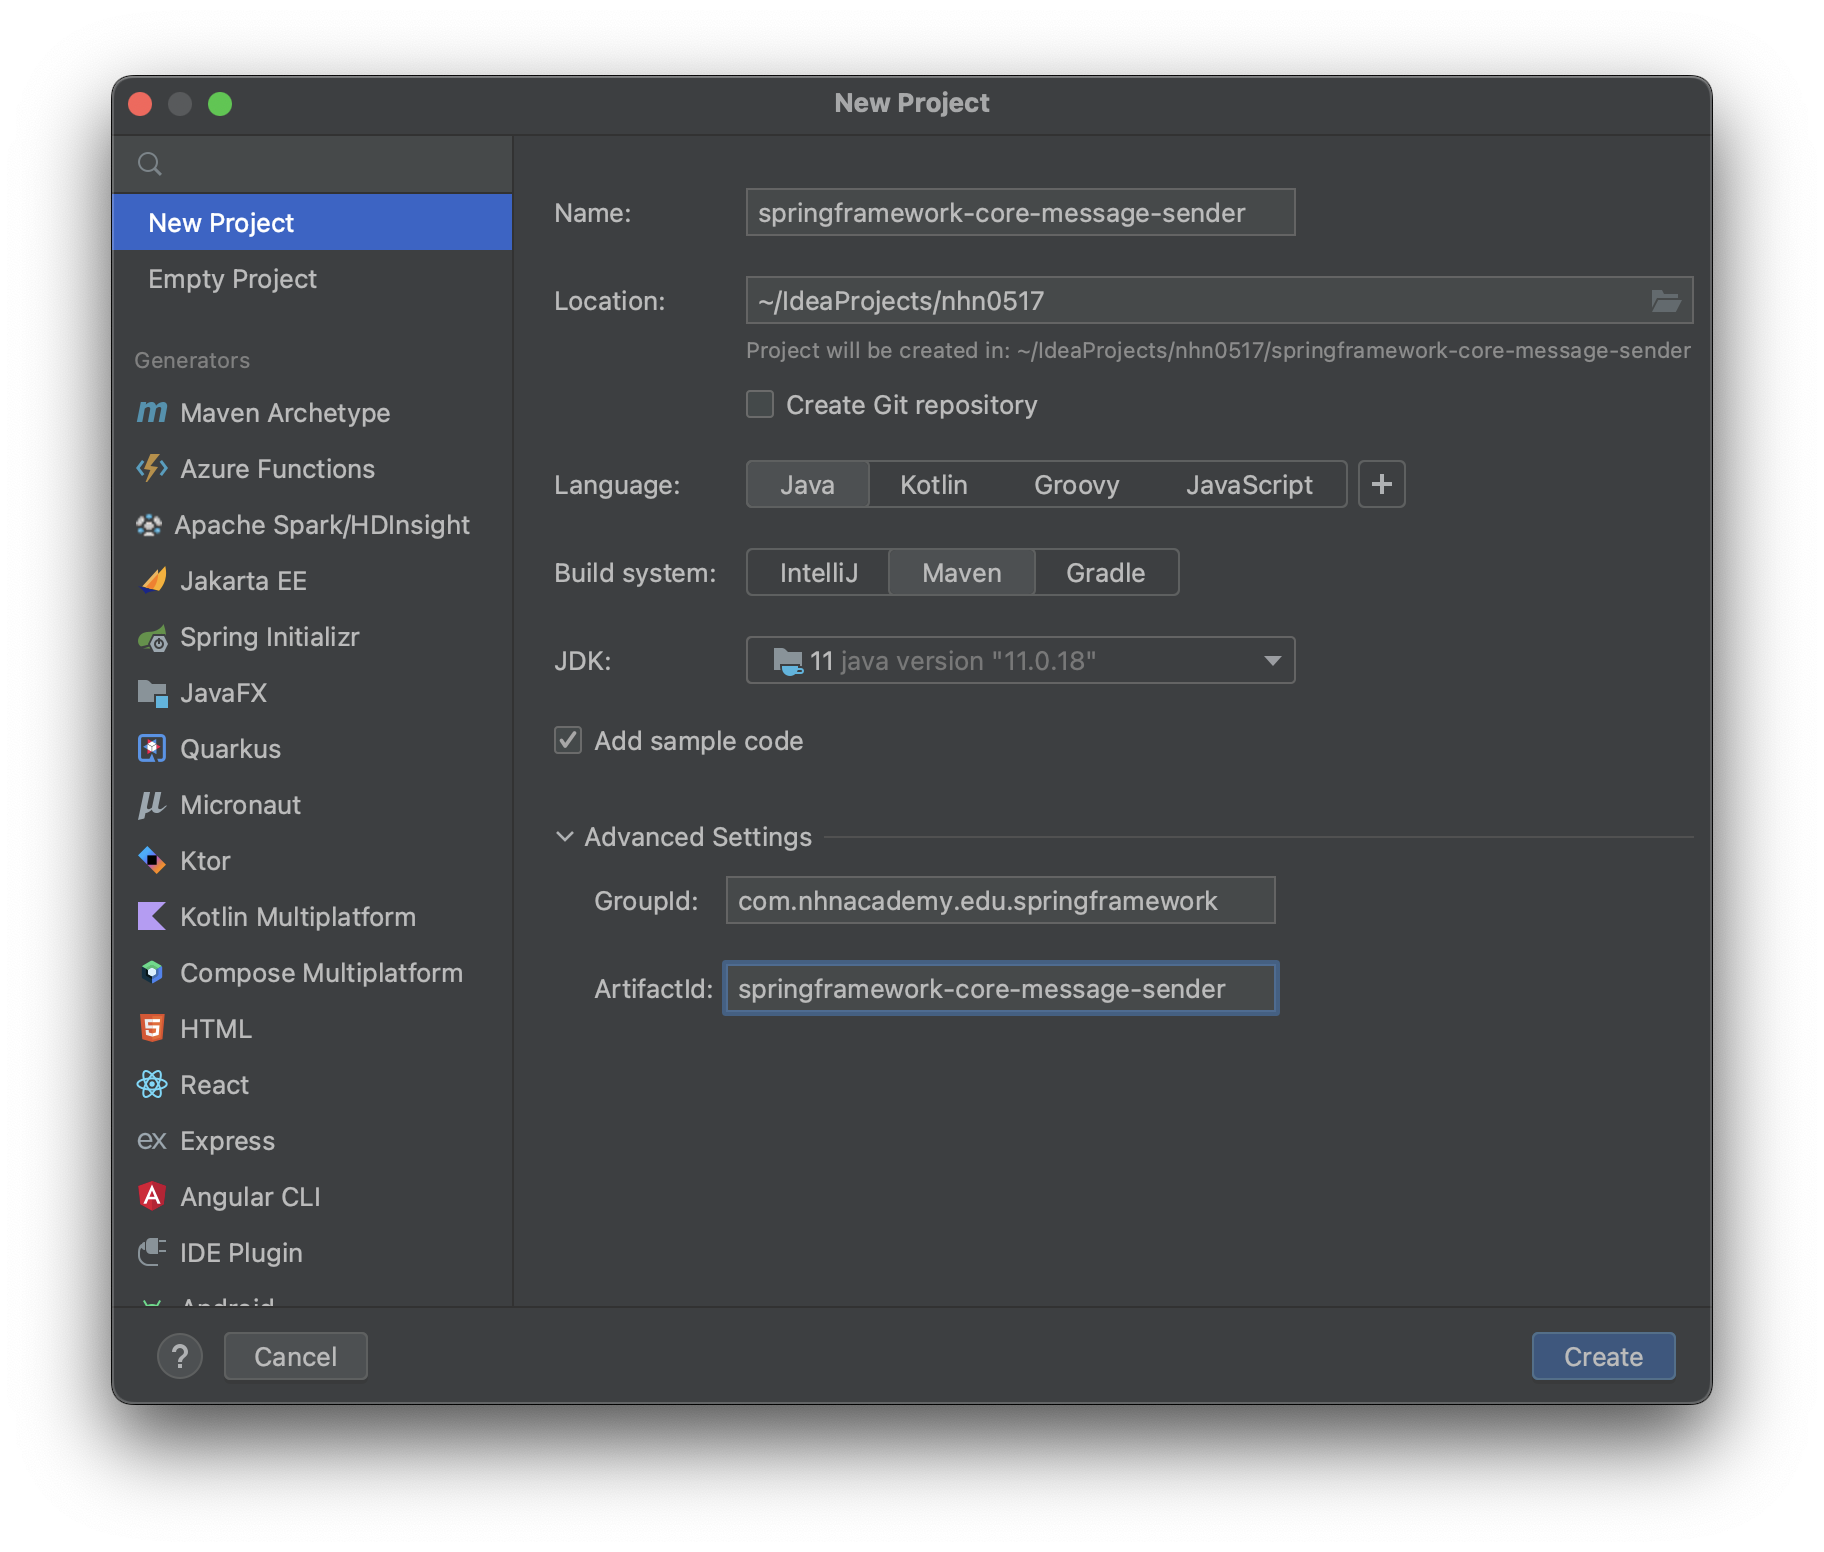 New Project
New Project
Empty Project
Generators
Maven Archetype
Azure Functions
Apache Spark/HDInsight
Jakarta EE
Spring Initializr
JavaFX
Quarkus
Micronaut
Ktor
Kotlin Multiplatform
Compose Multiplatform
HTML
React
ex Express
Angular CLI
IDE Plugin
Android
Name: springframework-core-message-sender
Location: ~/IdeaProjects/nhn0517
Project will be created in: ~/IdeaProjects/nhn0517/springframework-core-message-sender
Create Git repository
Language: Java Kotlin Groovy JavaScript +
Build system: IntelliJ Maven Gradle
JDK: 11 java version "11.0.18"
Add sample code
Advanced Settings
GroupId: com.nhnacademy.edu.springframework
ArtifactId: springframework-core-message-sender
? Cancel Create